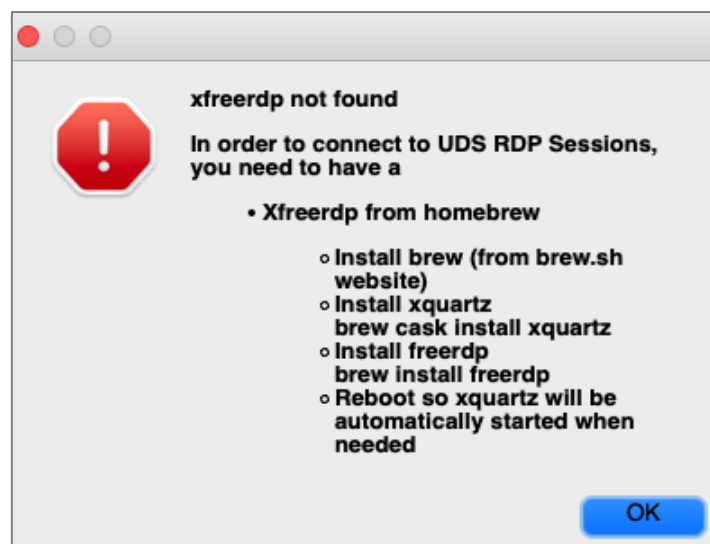 xfreerdp not found
In order to connect to UDS RDP Sessions,
you need to have a
• Xfreerdp from homebrew
◦ Install brew (from brew.sh
website)
◦ Install xquartz
brew cask install xquartz
◦ Install freerdp
brew install freerdp
◦ Reboot so xquartz will be
automatically started when
needed
OK